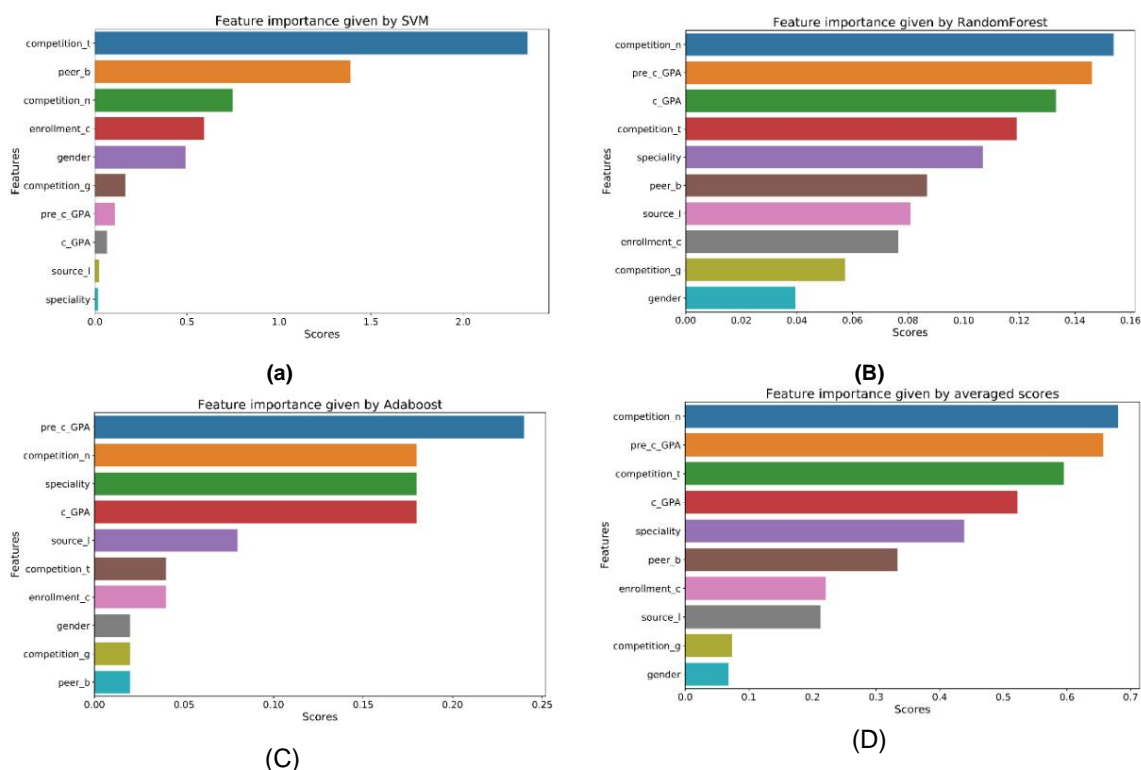 Feature importance given by SVM
competition_t
peer_b
competition_n
enrollment_c
gender
competition_g
pre_c_GPA
c_GPA
source_l
speciality
Features
0.0 0.5 1.0 1.5 2.0
Scores
(a)
Feature importance given by RandomForest
competition_n
pre_c_GPA
c_GPA
competition_t
speciality
peer_b
source_l
enrollment_c
competition_g
gender
Features
0.00 0.02 0.04 0.06 0.08 0.10 0.12 0.14 0.16
Scores
(B)
Feature importance given by Adaboost
pre_c_GPA
competition_n
speciality
c_GPA
source_l
competition_t
enrollment_c
gender
competition_g
peer_b
Features
0.00 0.05 0.10 0.15 0.20 0.25
Scores
(C)
Feature importance given by averaged scores
competition_n
pre_c_GPA
competition_t
c_GPA
speciality
peer_b
enrollment_c
source_l
competition_g
gender
Features
0.0 0.1 0.2 0.3 0.4 0.5 0.6 0.7
Scores
(D)